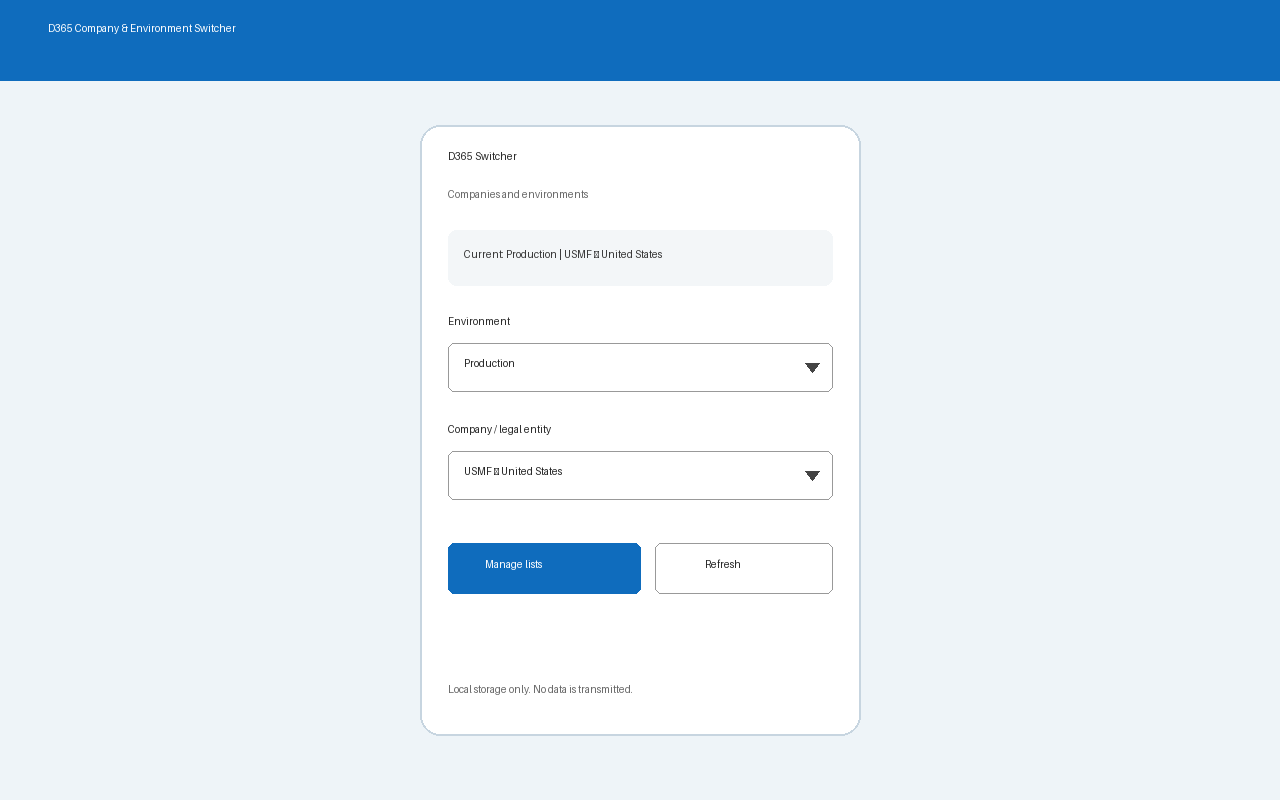 D365 Company & Environment Switcher
D365 Switcher
Companies and environments
Current: Production | USMF □ United States
Environment
Production
Company / legal entity
USMF □ United States
Manage lists
Refresh
Local storage only. No data is transmitted.